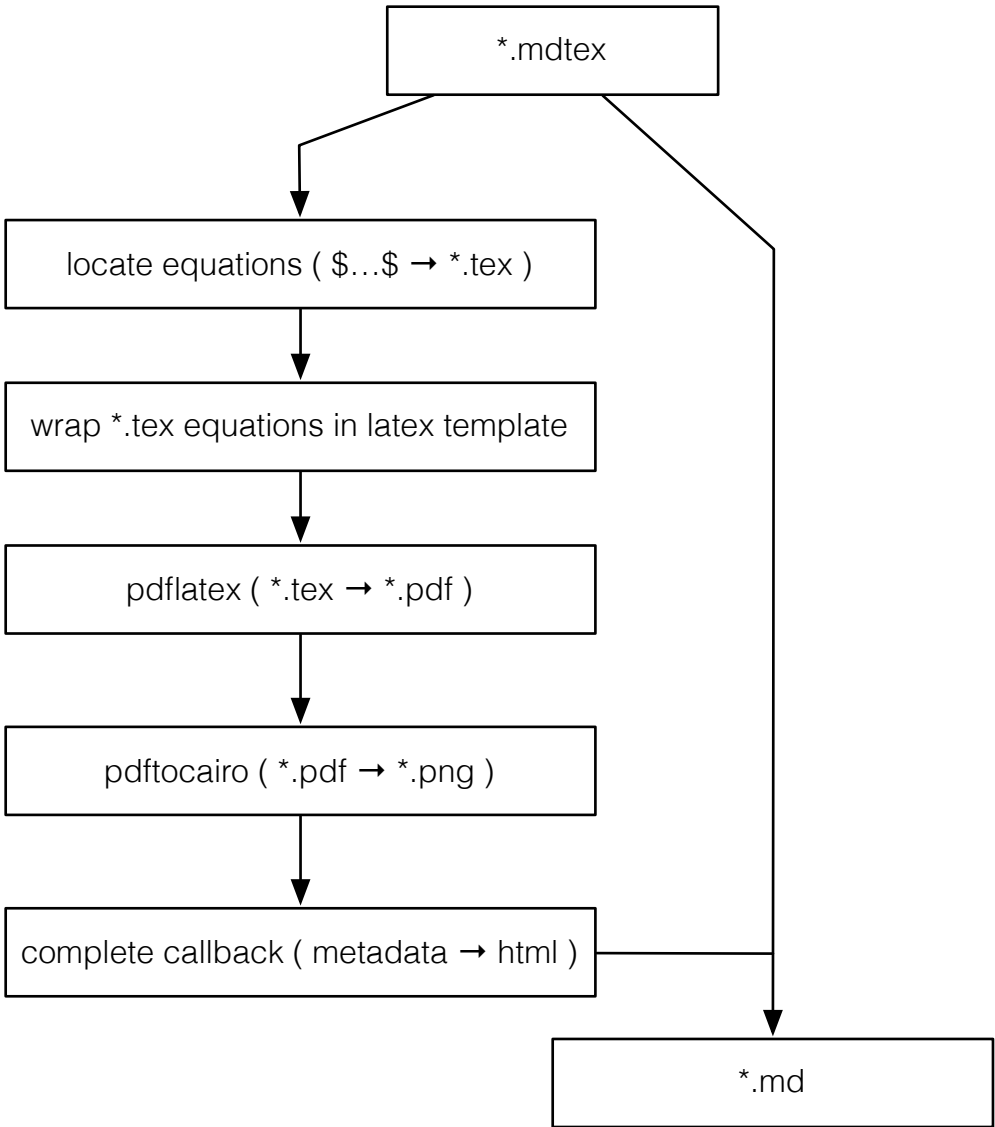 *.mdtex
locate equations ( $...$ → *.tex )
wrap *.tex equations in latex template
pdflatex ( *.tex → *.pdf )
pdftocairo ( *.pdf → *.png )
complete callback ( metadata → html )
*.md